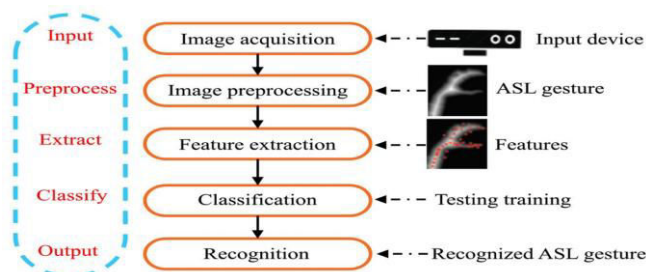 Input
Image acquisition
Input device
Preprocess
Image preprocessing
ASL gesture
Extract
Feature extraction
Features
Classify
Classification
Testing training
Output
Recognition
Recognized ASL gesture